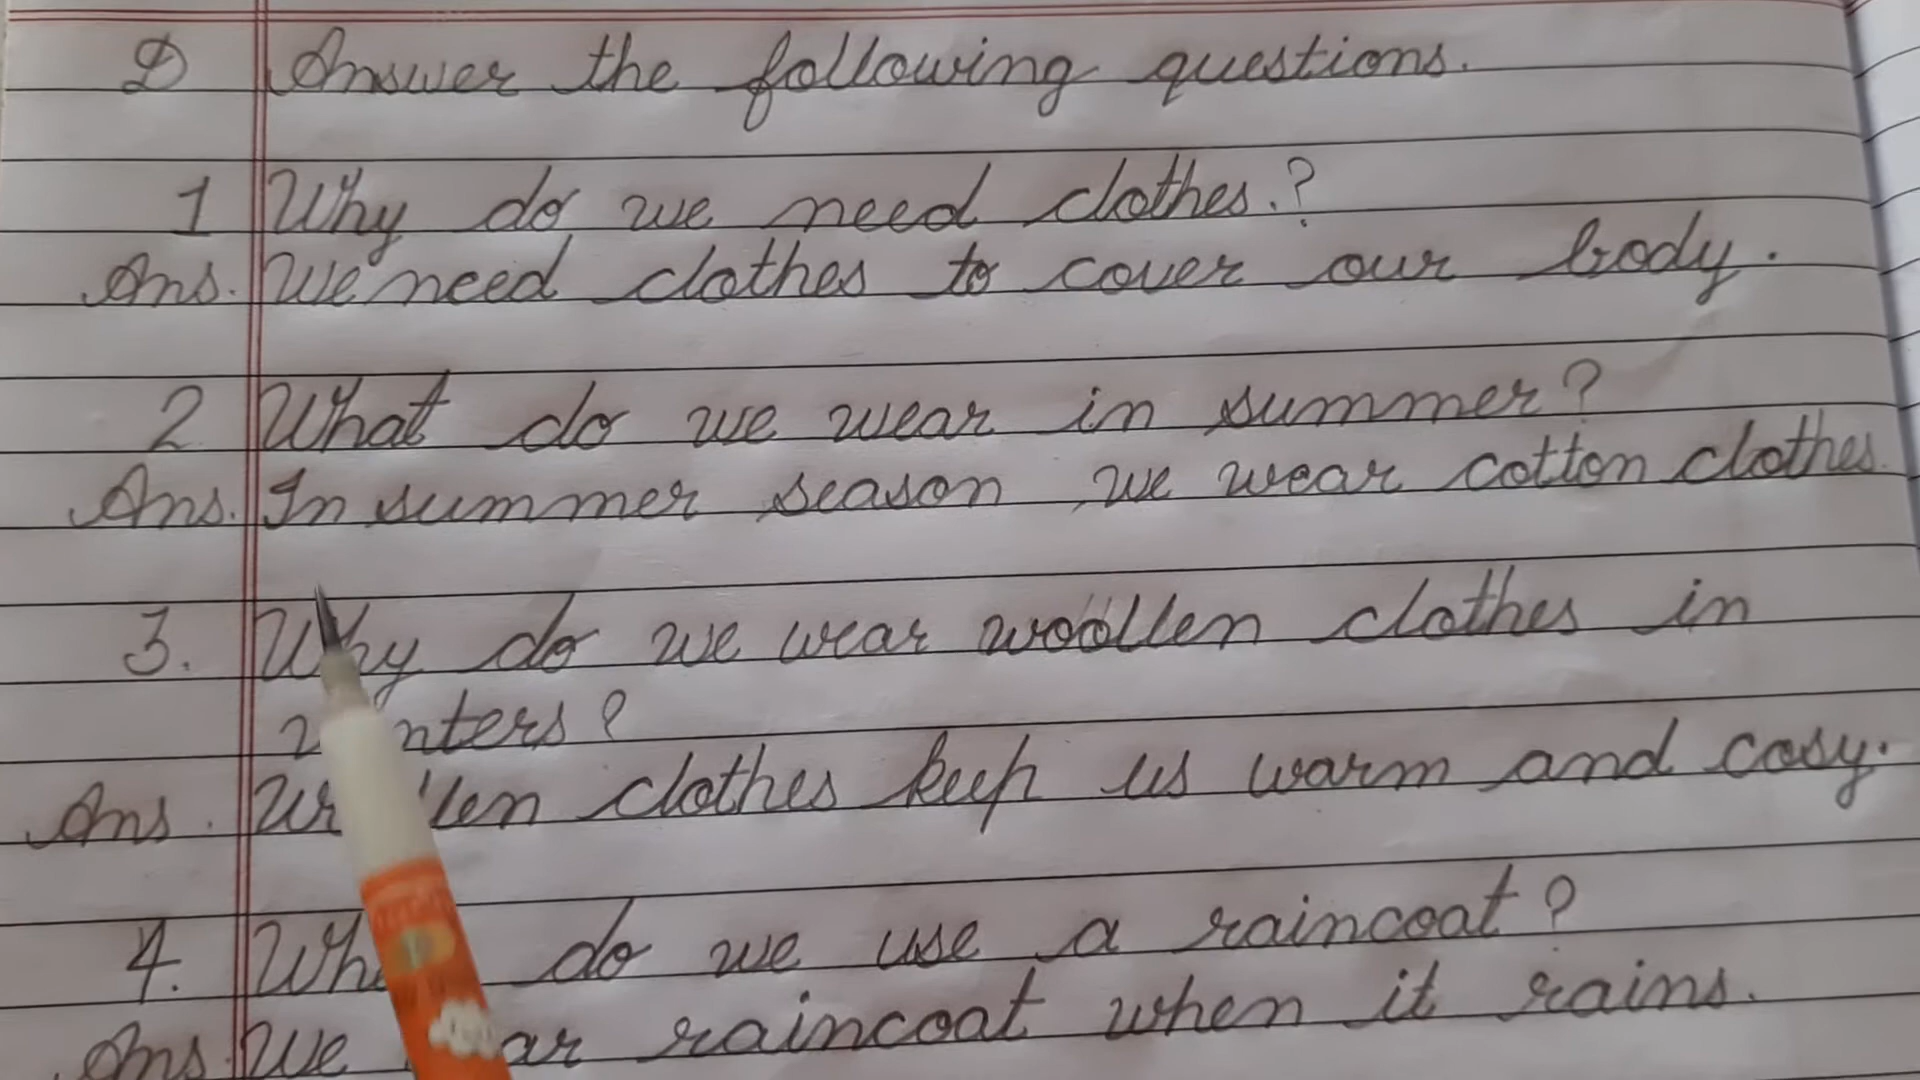 D Answer the following questions.
1 Why do we need clothes.?
Ans. We need clothes to cover our body.
2 What do we wear in summer?
Ans. In summer season, we wear cotton clothes.
3. Why do we wear woollen clothes in
nters?
Ans. clothes keep us warm and cosy.
4. do we use a raincoat?
Ans. We raincoat when it rains.